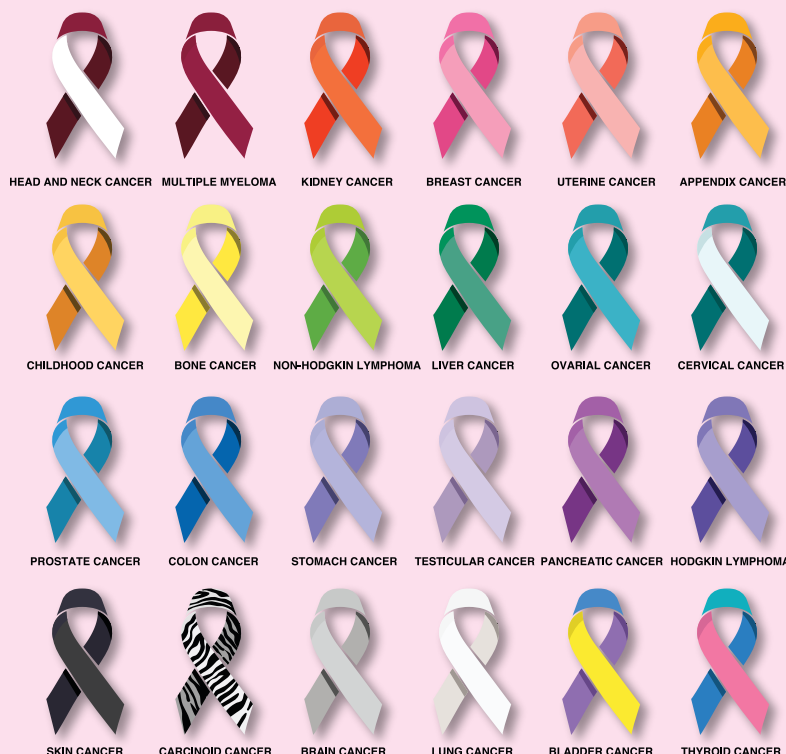 HEAD AND NECK CANCER
MULTIPLE MYELOMA
KIDNEY CANCER
BREAST CANCER
UTERINE CANCER
APPENDIX CANCER
CHILDHOOD CANCER
BONE CANCER
NON-HODGKIN LYMPHOMA
LIVER CANCER
OVARIAL CANCER
CERVICAL CANCER
PROSTATE CANCER
COLON CANCER
STOMACH CANCER
TESTICULAR CANCER
PANCREATIC CANCER
HODGKIN LYMPHOMA
SKIN CANCER
CARCINOID CANCER
BRAIN CANCER
LUNG CANCER
BLADDER CANCER
THYROID CANCER